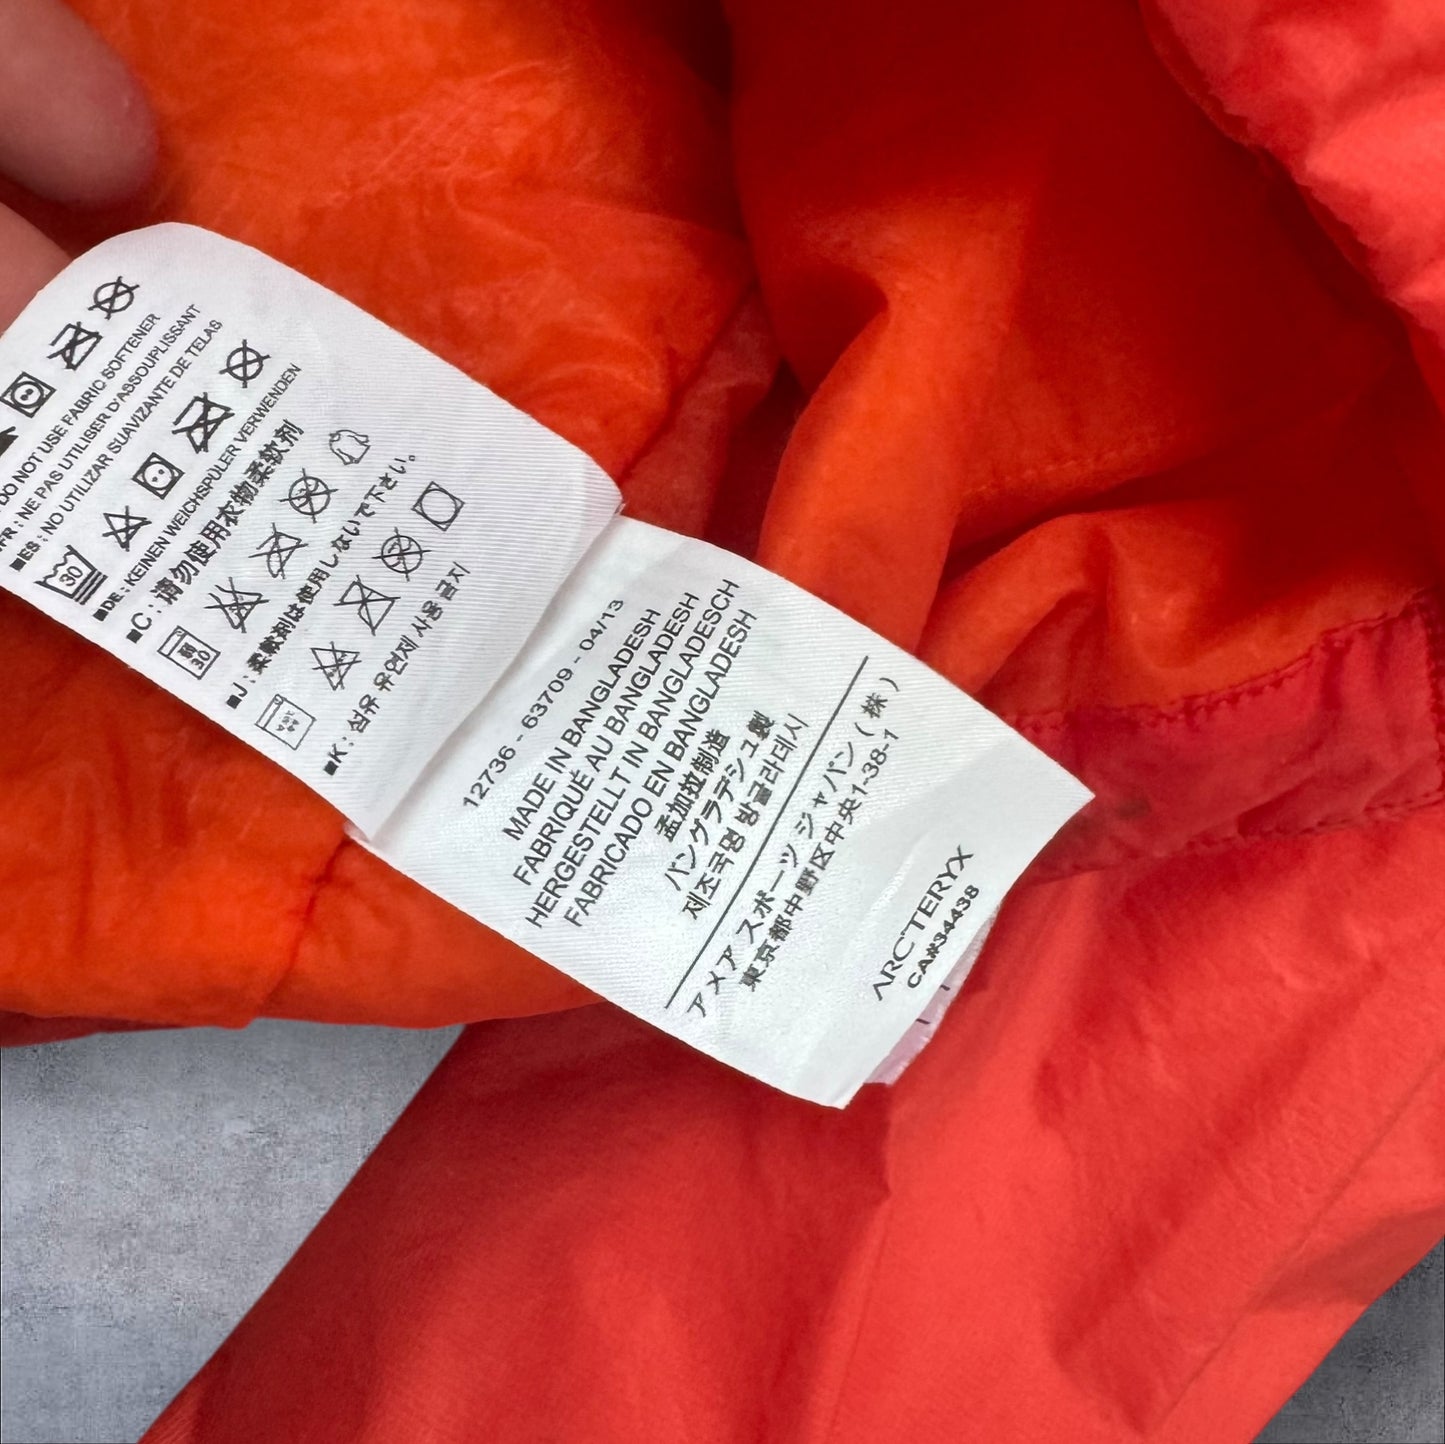 DO NOT USE FABRIC SOFTENER
FR : NE PAS UTILISER D'ASSOUPLISSANT
■ES : NO UTILIZAR SUAVIZANTE DE TELAS
30
■DE : KEINEN WEICHSPÜLER VERWENDEN
■C : 请勿使用衣物柔软剂
30
■J : 柔軟剤は使用しないで下さい。
■K : 섬유 유연제 사용 금지
12736 - 63709 - 04/13
MADE IN BANGLADESH
FABRIQUÉ AU BANGLADESH
HERGESTELLT IN BANGLADESCH
FABRICADO EN BANGLADESH
孟加拉制造
バングラデシュ製
제조국명 방글라데시
アメア スポーツ ジャパン ( 株 )
東京都中野区中央1-38-1
ARC'TERYX
CA#34438